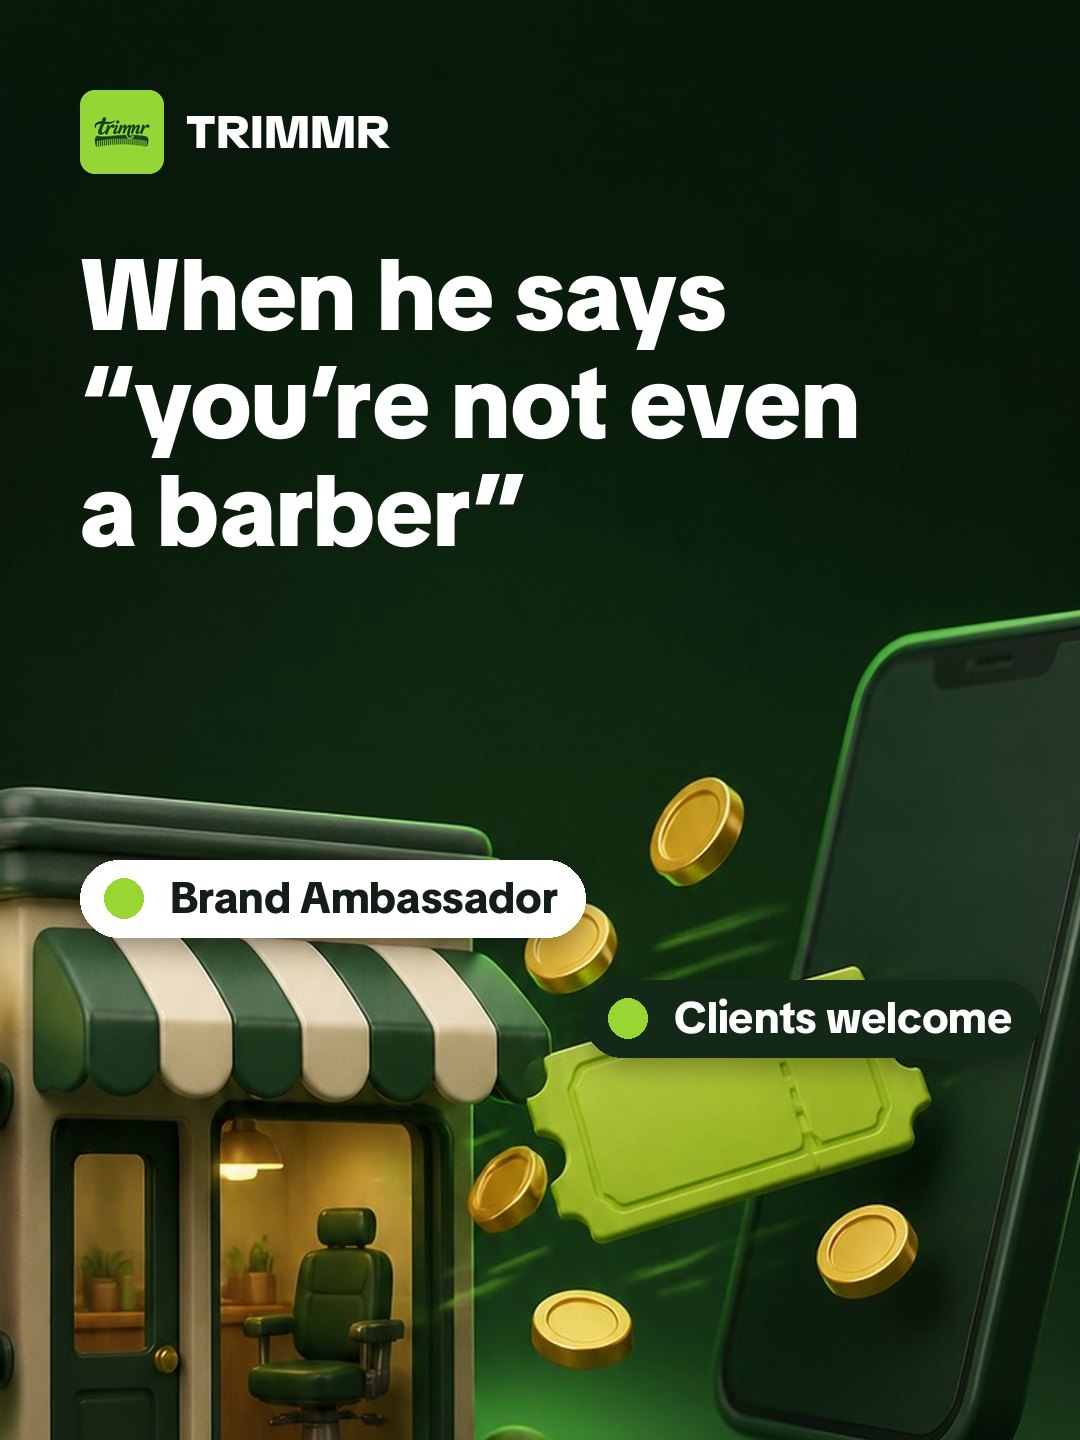 trimmr
TRIMMR
When he says
“you’re not even
a barber”
Brand Ambassador
Clients welcome